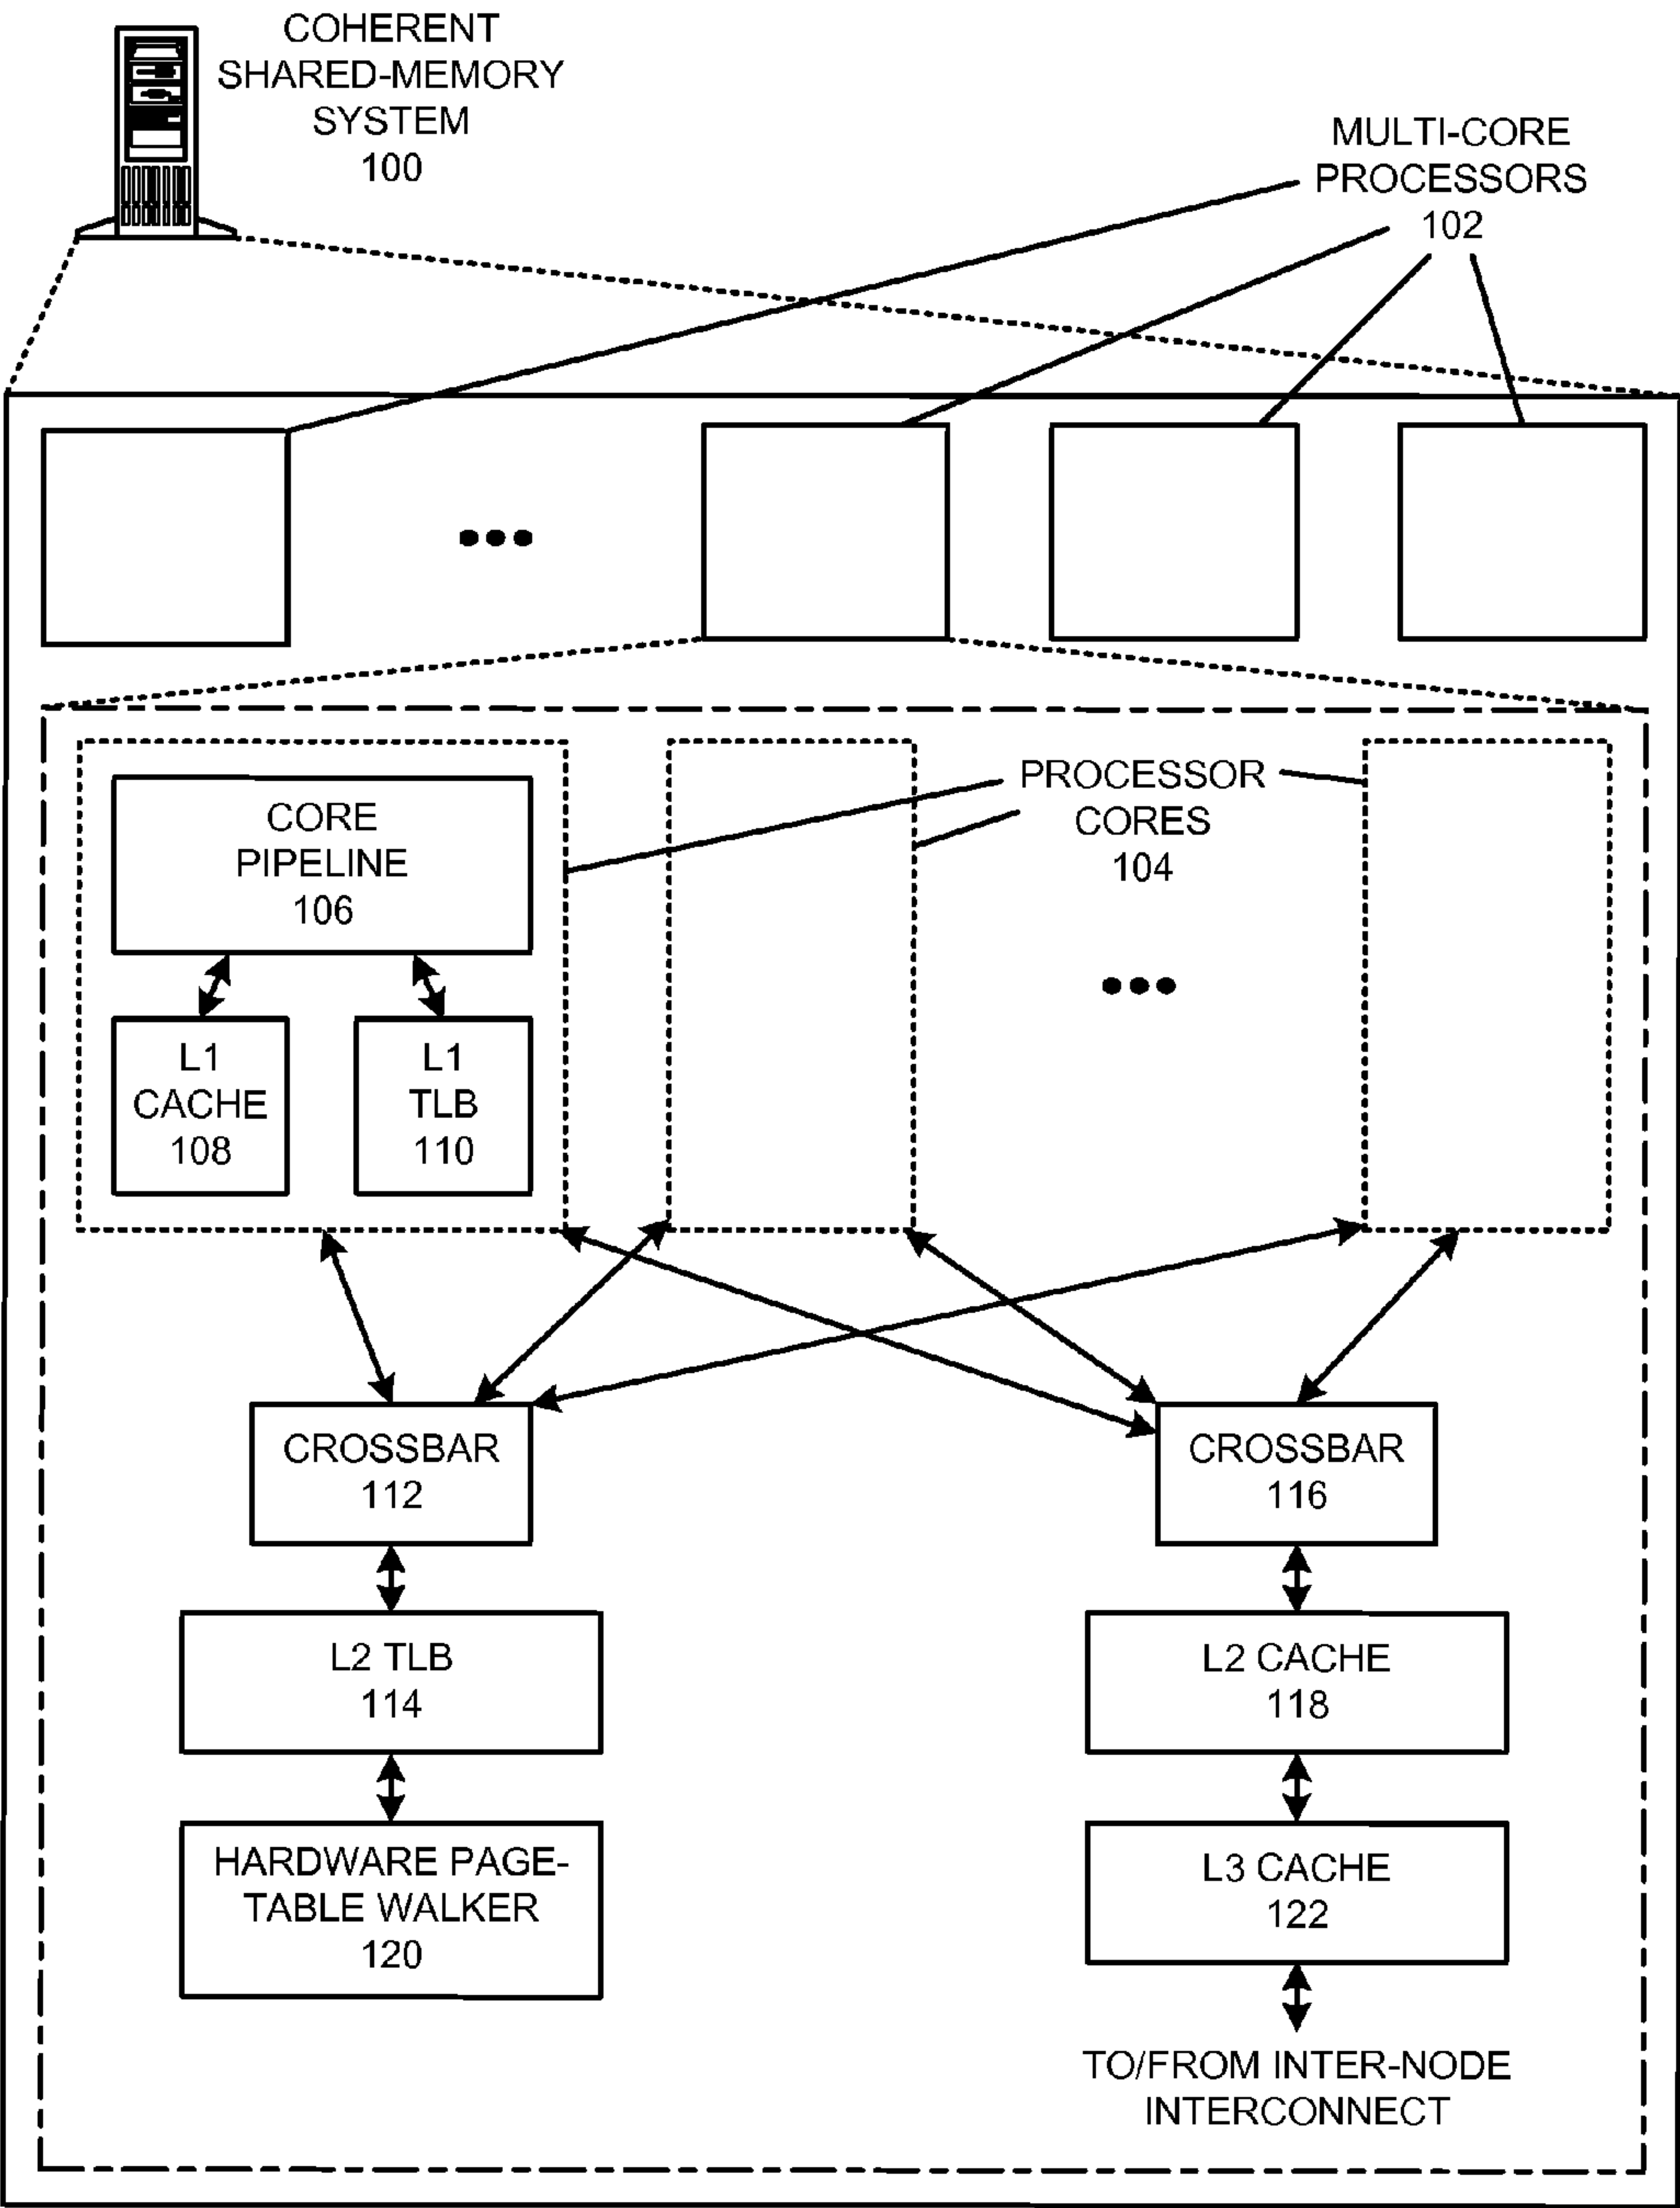 COHERENT
SHARED-MEMORY
SYSTEM
100
MULTI-CORE
PROCESSORS
102
PROCESSOR
CORES
104
CORE
PIPELINE
106
L1
CACHE
108
L1
TLB
110
CROSSBAR
112
CROSSBAR
116
L2 TLB
114
L2 CACHE
118
HARDWARE PAGE-
TABLE WALKER
120
L3 CACHE
122
TO/FROM INTER-NODE
INTERCONNECT